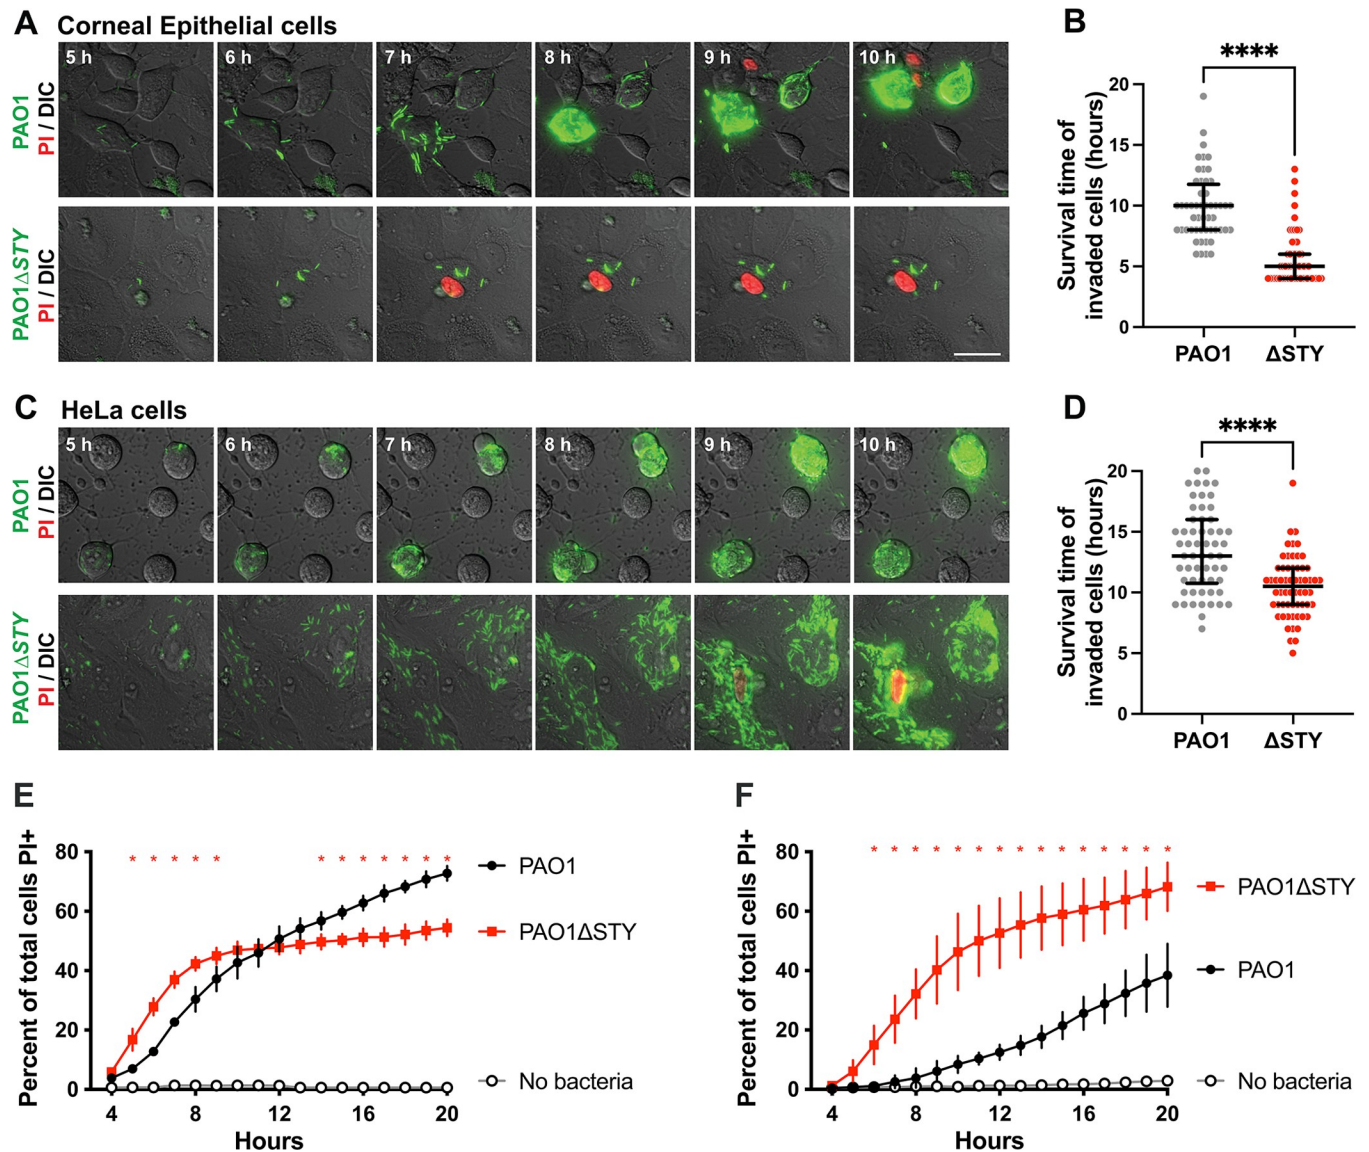 A Corneal Epithelial cells
PAO1
PI / DIC
5 h
6 h
7 h
8 h
9 h
10 h
PAO1ΔSTY
PI / DIC
B
****
Survival time of
invaded cells (hours)
20
15
10
5
0
PAO1
ΔSTY
C HeLa cells
PAO1
PI / DIC
5 h
6 h
7 h
8 h
9 h
10 h
PAO1ΔSTY
PI / DIC
D
****
Survival time of
invaded cells (hours)
20
15
10
5
0
PAO1
ΔSTY
E
Percent of total cells PI+
80
60
40
20
0
* * * * * * * * * * * *
4 8 12 16 20
Hours
PAO1
PAO1ΔSTY
No bacteria
F
Percent of total cells PI+
80
60
40
20
0
* * * * * * * * * * * * * * *
4 8 12 16 20
Hours
PAO1ΔSTY
PAO1
No bacteria